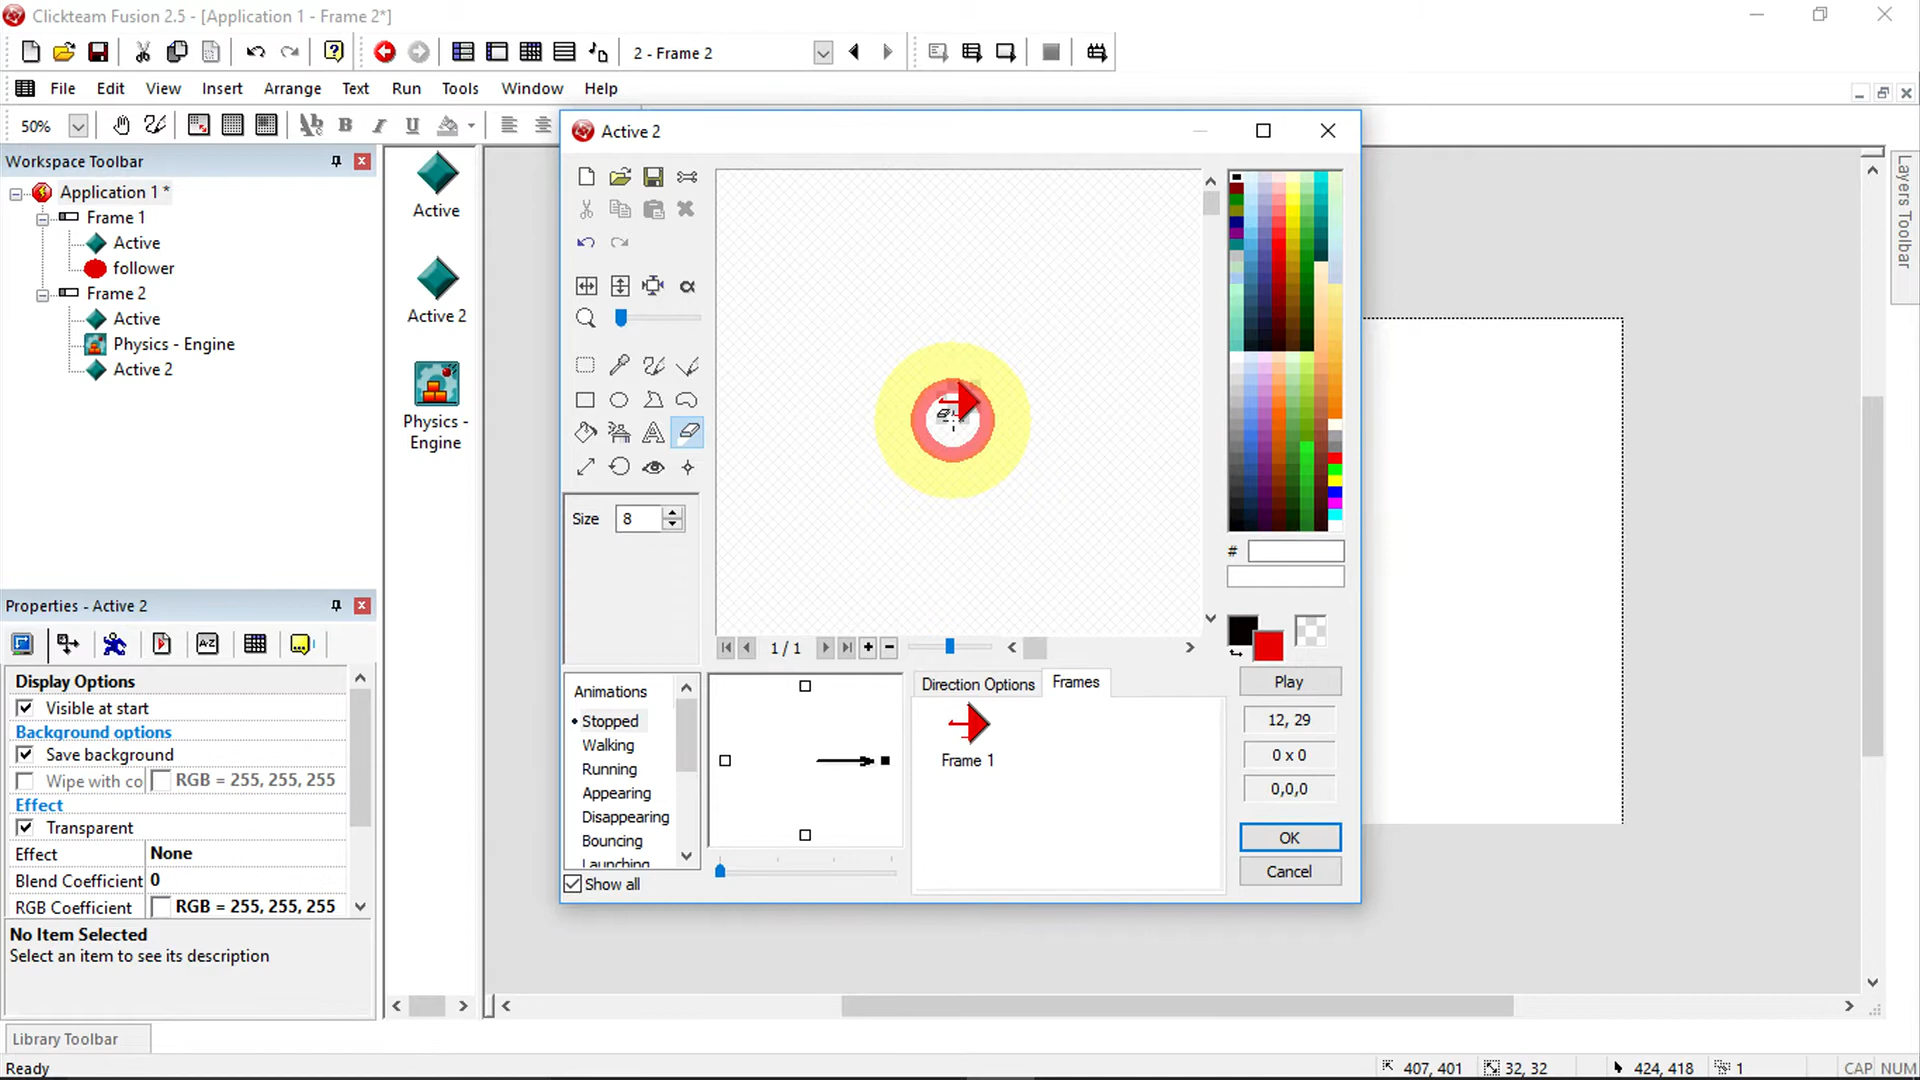 Clickteam Fusion 2.5 - [Application 1 - Frame 2*]
2 - Frame 2
File Edit View Insert Arrange Text Run Tools Window Help
50%
Workspace Toolbar
Application 1 *
Frame 1
Active
follower
Frame 2
Active
Physics - Engine
Active 2
Active
Active 2
Physics -
Engine
Layers Toolbar
Active 2
Size 8
#
1 / 1
Animations
Stopped
Walking
Running
Appearing
Disappearing
Bouncing
Launching
Show all
Direction Options Frames
Frame 1
Play
12, 29
0 x 0
0,0,0
OK
Cancel
Properties - Active 2
Display Options
Visible at start
Background options
Save background
Wipe with co RGB = 255, 255, 255
Effect
Transparent
Effect None
Blend Coefficient 0
RGB Coefficient RGB = 255, 255, 255
No Item Selected
Select an item to see its description
Library Toolbar
Ready
407, 401 32, 32 424, 418 1 CAP NUM